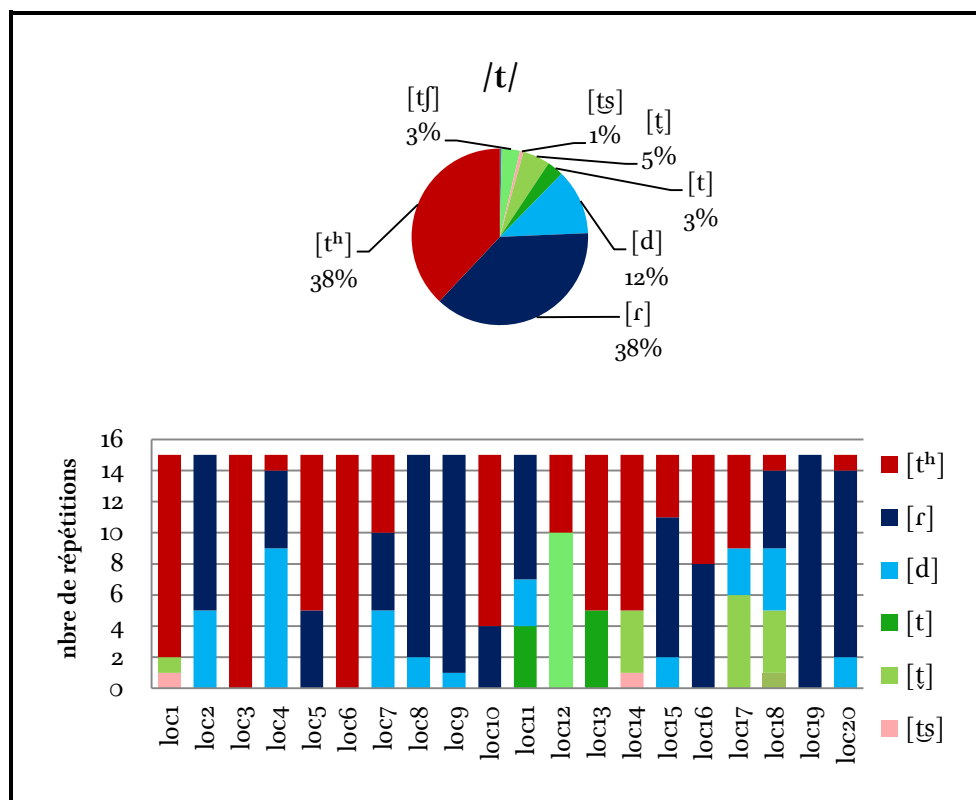 /t/
[tʃ]
3%
[t͜s]
1%
[t̬]
5%
[t]
3%
[d]
12%
[ɾ]
38%
[tʰ]
38%
nbre de répétitions
16
14
12
10
8
6
4
2
0
loc1
loc2
loc3
loc4
loc5
loc6
loc7
loc8
loc9
loc10
loc11
loc12
loc13
loc14
loc15
loc16
loc17
loc18
loc19
loc20
[tʰ]
[ɾ]
[d]
[t]
[t̬]
[t͜s]